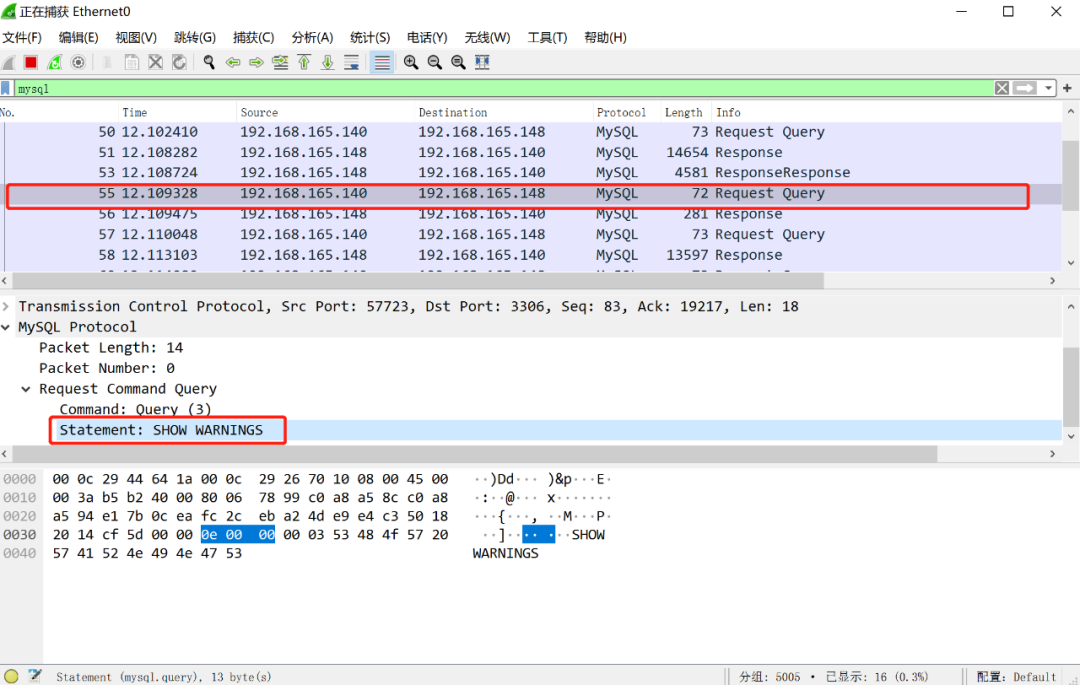 正在捕获 Ethernet0
文件(F) 编辑(E) 视图(V) 跳转(G) 捕获(C) 分析(A) 统计(S) 电话(Y) 无线(W) 工具(T) 帮助(H)
mysql
No. Time Source Destination Protocol Length Info
50 12.102410 192.168.165.140 192.168.165.148 MySQL 73 Request Query
51 12.108282 192.168.165.148 192.168.165.140 MySQL 14654 Response
53 12.108724 192.168.165.148 192.168.165.140 MySQL 4581 ResponseResponse
55 12.109328 192.168.165.140 192.168.165.148 MySQL 72 Request Query
56 12.109475 192.168.165.148 192.168.165.140 MySQL 281 Response
57 12.110048 192.168.165.140 192.168.165.148 MySQL 73 Request Query
58 12.113103 192.168.165.148 192.168.165.140 MySQL 13597 Response
Transmission Control Protocol, Src Port: 57723, Dst Port: 3306, Seq: 83, Ack: 19217, Len: 18
MySQL Protocol
Packet Length: 14
Packet Number: 0
Request Command Query
Command: Query (3)
Statement: SHOW WARNINGS
0000 00 0c 29 44 64 1a 00 0c 29 26 70 10 08 00 45 00 ··)Dd··· )&p···E·
0010 00 3a b5 b2 40 00 80 06 78 99 c0 a8 a5 8c c0 a8 ·:··@··· x·······
0020 a5 94 e1 7b 0c ea fc 2c eb a2 4d e9 e4 c3 50 18 ···{···, ··M···P·
0030 20 14 cf 5d 00 00 0e 00 00 00 03 53 48 4f 57 20 ··]···· ···SHOW
0040 57 41 52 4e 49 4e 47 53 WARNINGS
Statement (mysql.query), 13 byte(s) 分组: 5005 · 已显示: 16 (0.3%) 配置: Default